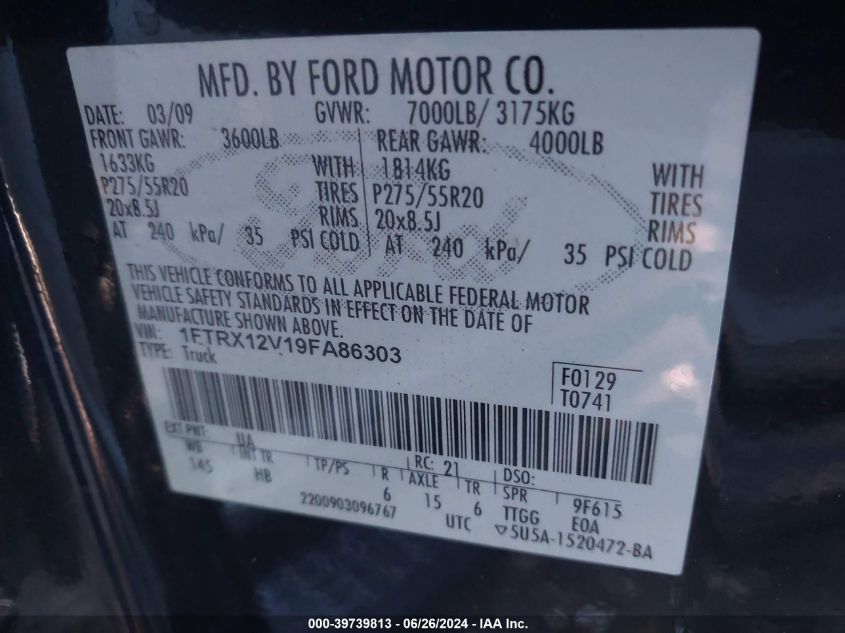 MFD. BY FORD MOTOR CO.
DATE: 03/09 GVWR: 7000LB/ 3175KG
FRONT GAWR: 3600LB REAR GAWR: 4000LB
1633KG WITH 1814KG WITH
P275/55R20 TIRES P275/55R20 TIRES
20x8.5J RIMS 20x8.5J RIMS
AT 240 kPa/ 35 PSI COLD AT 240 kPa/ 35 PSI COLD
Ford
THIS VEHICLE CONFORMS TO ALL APPLICABLE FEDERAL MOTOR
VEHICLE SAFETY STANDARDS IN EFFECT ON THE DATE OF
MANUFACTURE SHOWN ABOVE.
VIN: 1FTRX12V19FA86303
TYPE: Truck
F0129
T0741
EXT PNT: UA RC: 21 DSO:
WB INT TR TP/PS R AXLE TR SPR 9F615
145 HB 6 15 6 TTGG E0A
2200903096767 UTC ▽5U5A-1520472-BA
000-39739813 - 06/26/2024 - IAA Inc.